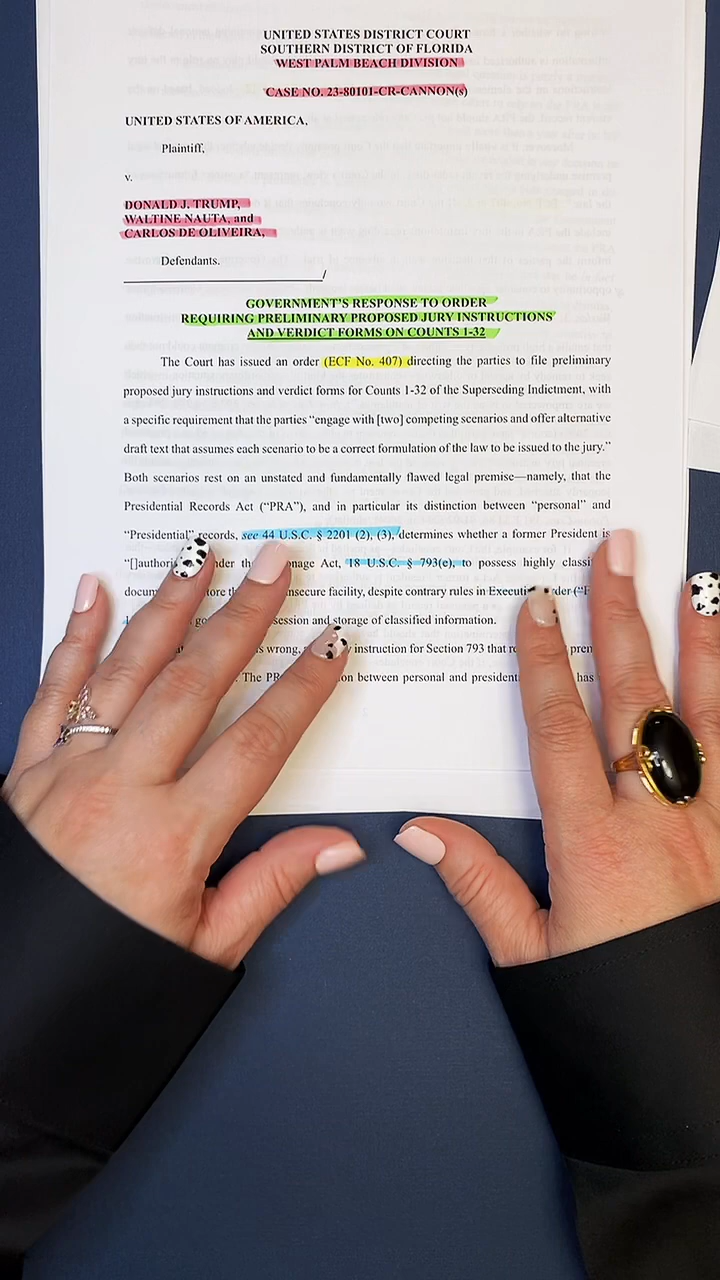 UNITED STATES DISTRICT COURT
SOUTHERN DISTRICT OF FLORIDA
WEST PALM BEACH DIVISION
CASE NO. 23-80101-CR-CANNON(s)
UNITED STATES OF AMERICA,
Plaintiff,
v.
DONALD J. TRUMP,
WALTINE NAUTA, and
CARLOS DE OLIVEIRA,
Defendants.
/
GOVERNMENT'S RESPONSE TO ORDER
REQUIRING PRELIMINARY PROPOSED JURY INSTRUCTIONS
AND VERDICT FORMS ON COUNTS 1-32
The Court has issued an order (ECF No. 407) directing the parties to file preliminary
proposed jury instructions and verdict forms for Counts 1-32 of the Superseding Indictment, with
a specific requirement that the parties "engage with [two] competing scenarios and offer alternative
draft text that assumes each scenario to be a correct formulation of the law to be issued to the jury."
Both scenarios rest on an unstated and fundamentally flawed legal premise—namely, that the
Presidential Records Act ("PRA"), and in particular its distinction between "personal" and
"Presidential" records, see 44 U.S.C. § 2201 (2), (3), determines whether a former President is
Act, 18 U.S.C. § 793(e), to possess highly
insecure facility, despite contrary rules in
and storage of classified information.
is wrong, instruction for Section 793 that
The between personal and has